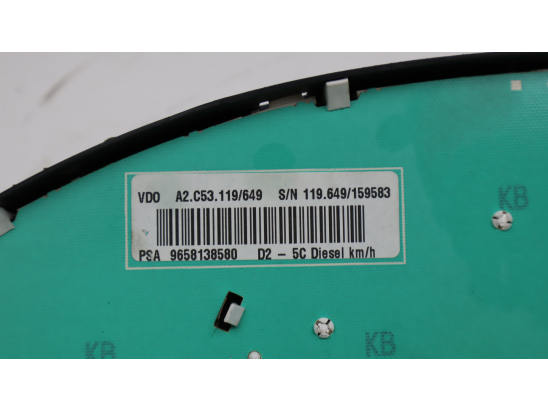 VDO A2.C53.119/649 S/N 119.649/159583
PSA 9658138580 D2 - 5C Diesel km/h
KB
KB
KB